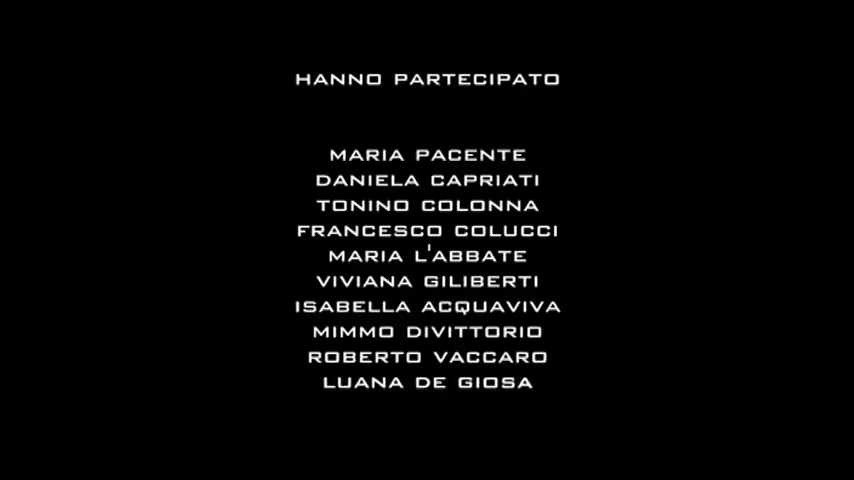 HANNO PARTECIPATO
MARIA PACENTE
DANIELA CAPRIATI
TONINO COLONNA
FRANCESCO COLUCCI
MARIA L'ABBATE
VIVIANA GILIBERTI
ISABELLA ACQUAVIVA
MIMMO DIVITTORIO
ROBERTO VACCARO
LUANA DE GIOSA